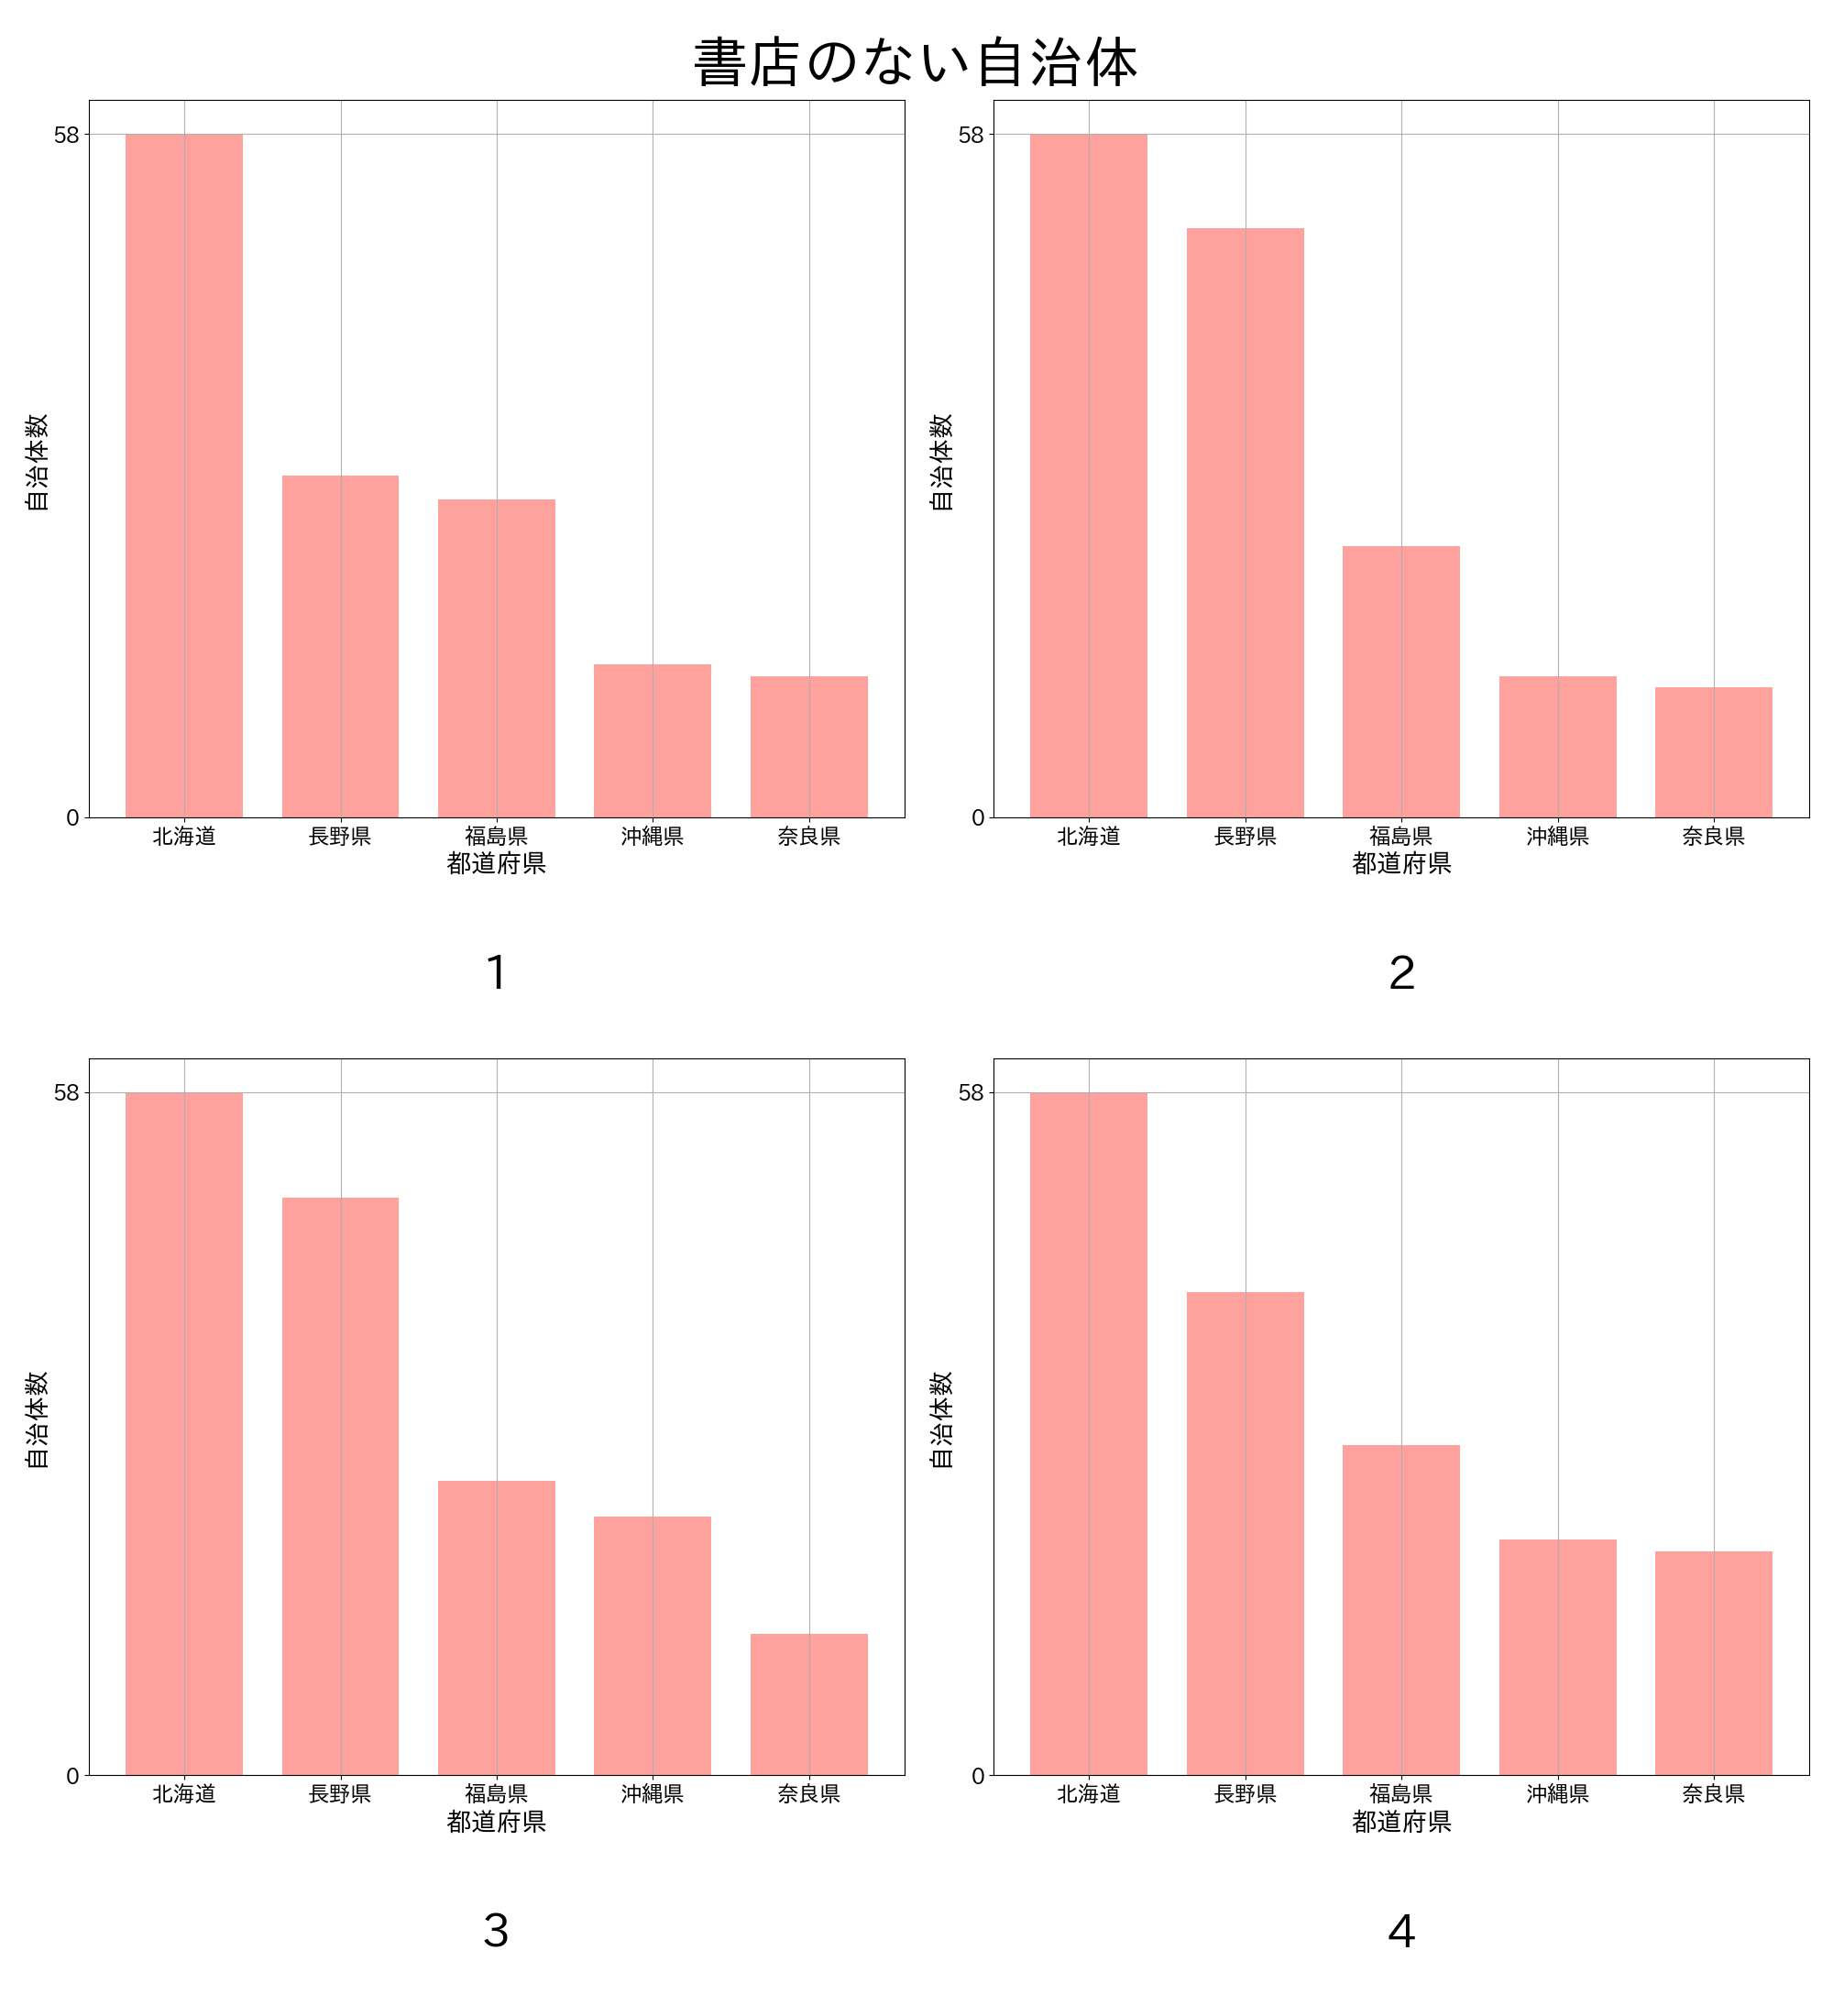 書店のない自治体
58
0
自治体数
北海道 長野県 福島県 沖縄県 奈良県
都道府県
1
58
0
自治体数
北海道 長野県 福島県 沖縄県 奈良県
都道府県
2
58
0
自治体数
北海道 長野県 福島県 沖縄県 奈良県
都道府県
3
58
0
自治体数
北海道 長野県 福島県 沖縄県 奈良県
都道府県
4